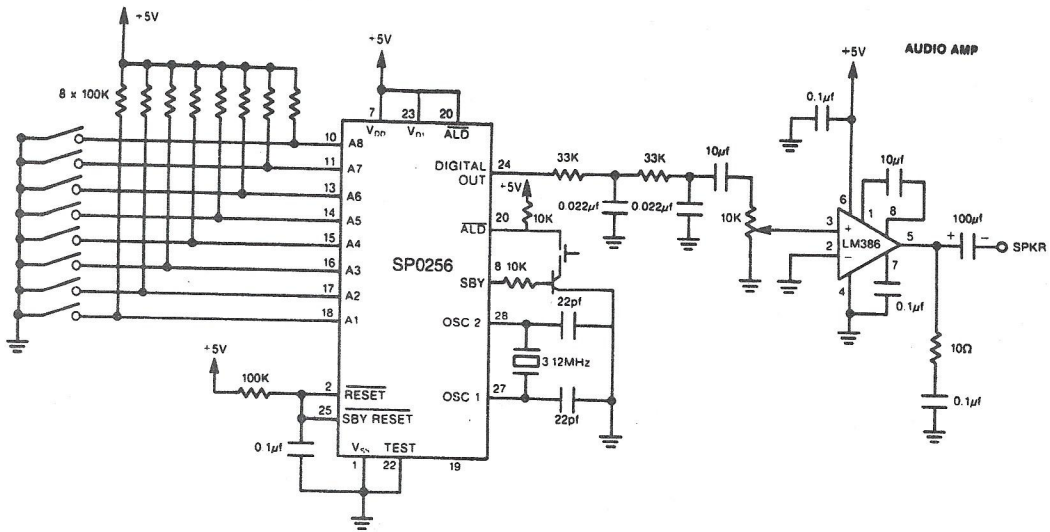 +5V
AUDIO AMP
+5V
+5V
8 x 100K
0.1µf
7
23
20
VDD
VD1
ALD
10
A8
11
A7
13
A6
14
A5
15
A4
16
A3
17
A2
18
A1
DIGITAL
OUT
24
33K
33K
10µf
+5V
0.022µf
0.022µf
20
10K
ALD
SP0256
8
10K
SBY
22pf
28
OSC 2
3 12MHz
27
OSC 1
22pf
10K
10µf
6
1
8
3
+
LM386
2
−
5
7
4
0.1µf
100µf
+
−
SPKR
10Ω
0.1µf
+5V
100K
2
RESET
25
SBY RESET
0 1µf
VSS
TEST
1
22
19